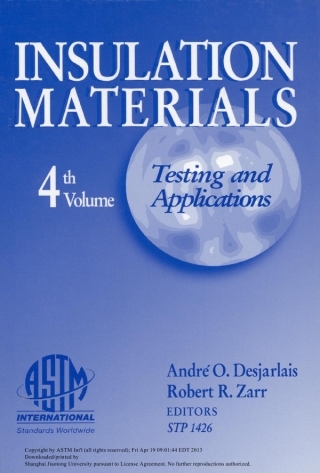 INSULATION
MATERIALS
4th
Volume
Testing and
Applications
ASTM
INTERNATIONAL
Standards Worldwide
André O. Desjarlais
Robert R. Zarr
EDITORS
STP 1426
Copyright by ASTM Int'l (all rights reserved); Fri Apr 19 09:01:44 EDT 2013
Downloaded/printed by
Shanghai Jiaotong University pursuant to License Agreement. No further reproductions authorized.